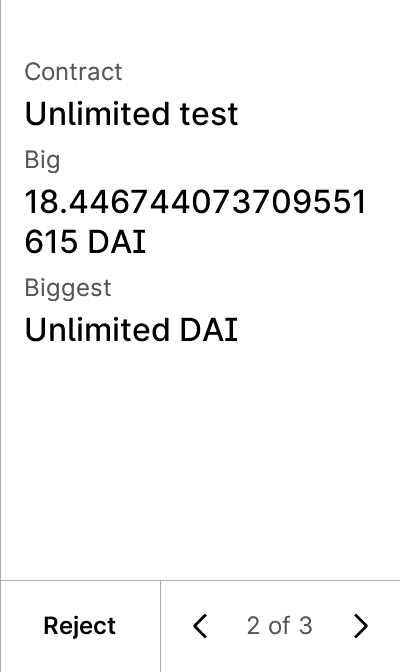 Contract
Unlimited test
Big
18.446744073709551
615 DAI
Biggest
Unlimited DAI
Reject
2 of 3